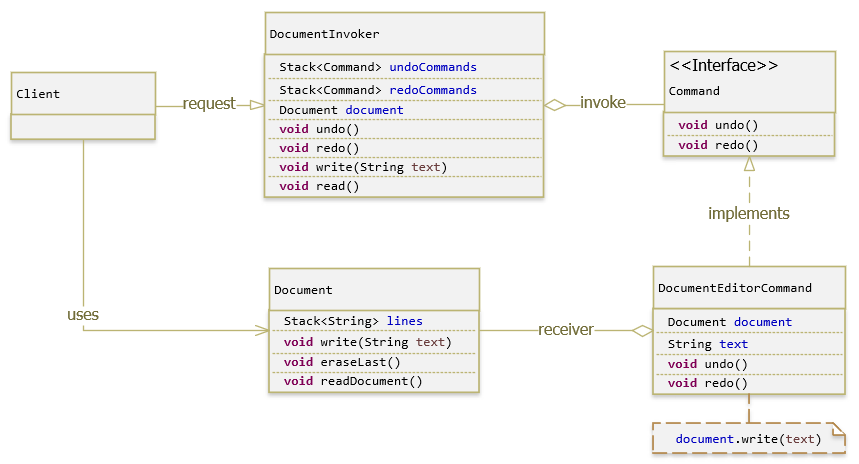 Client
request
DocumentInvoker
Stack<Command> undoCommands
Stack<Command> redoCommands
Document document
void undo()
void redo()
void write(String text)
void read()
invoke
<<Interface>>
Command
void undo()
void redo()
implements
uses
Document
Stack<String> lines
void write(String text)
void eraseLast()
void readDocument()
receiver
DocumentEditorCommand
Document document
String text
void undo()
void redo()
document.write(text)